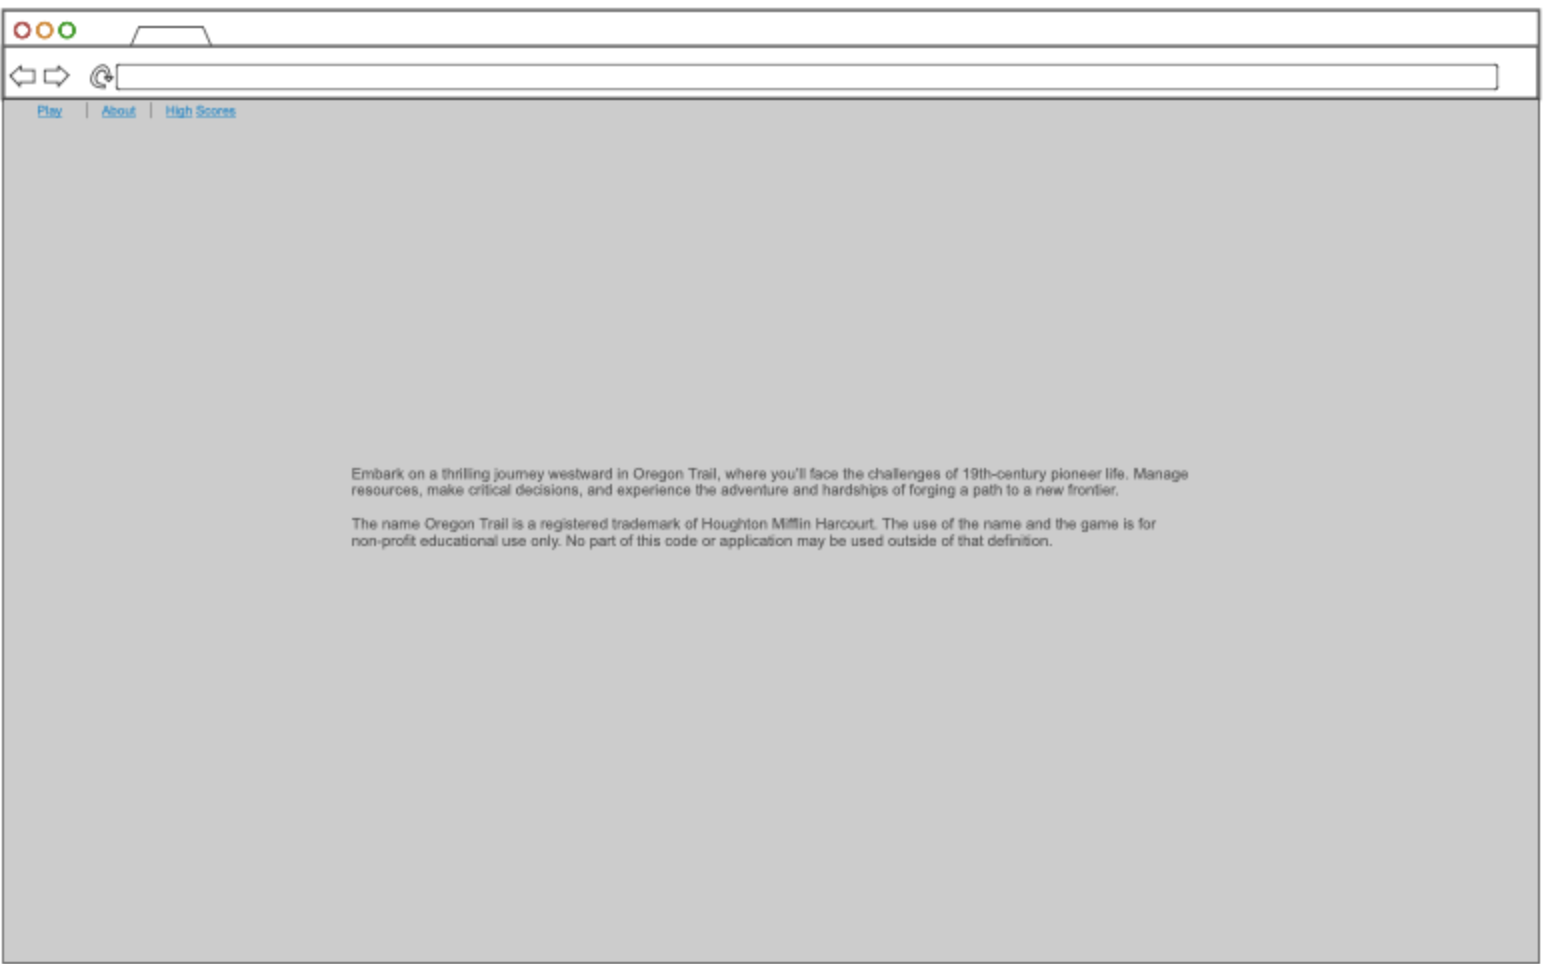 Play | About | High Scores
Embark on a thrilling journey westward in Oregon Trail, where you'll face the challenges of 19th-century pioneer life. Manage
resources, make critical decisions, and experience the adventure and hardships of forging a path to a new frontier.
The name Oregon Trail is a registered trademark of Houghton Mifflin Harcourt. The use of the name and the game is for
non-profit educational use only. No part of this code or application may be used outside of that definition.